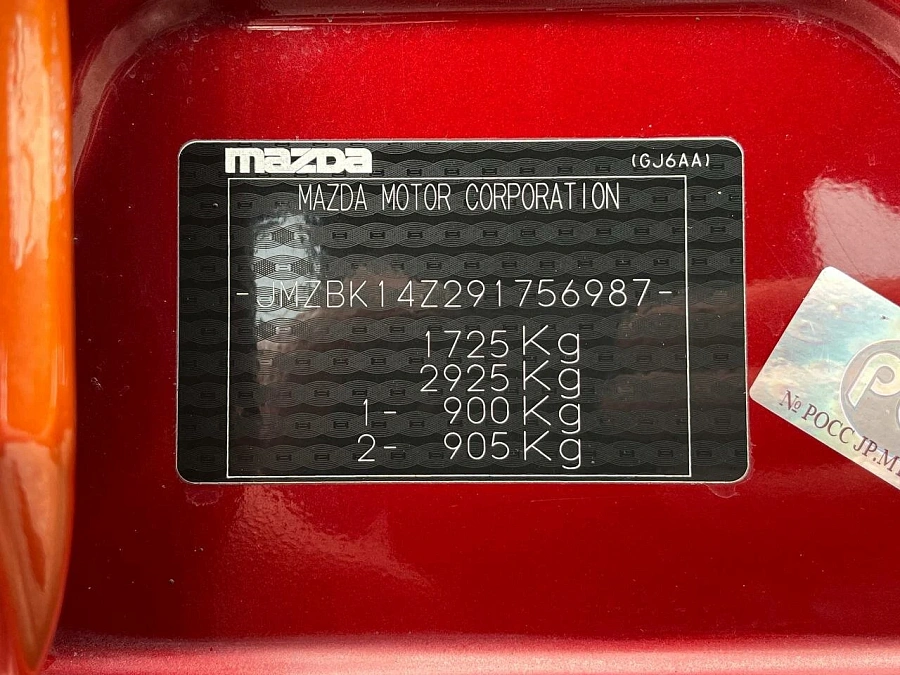 mazda
(GJ6AA)
MAZDA MOTOR CORPORATION
-JMZBK14Z291756987-
1725 Kg
2925 Kg
1- 900 Kg
2- 905 Kg
№ РОСС JP.